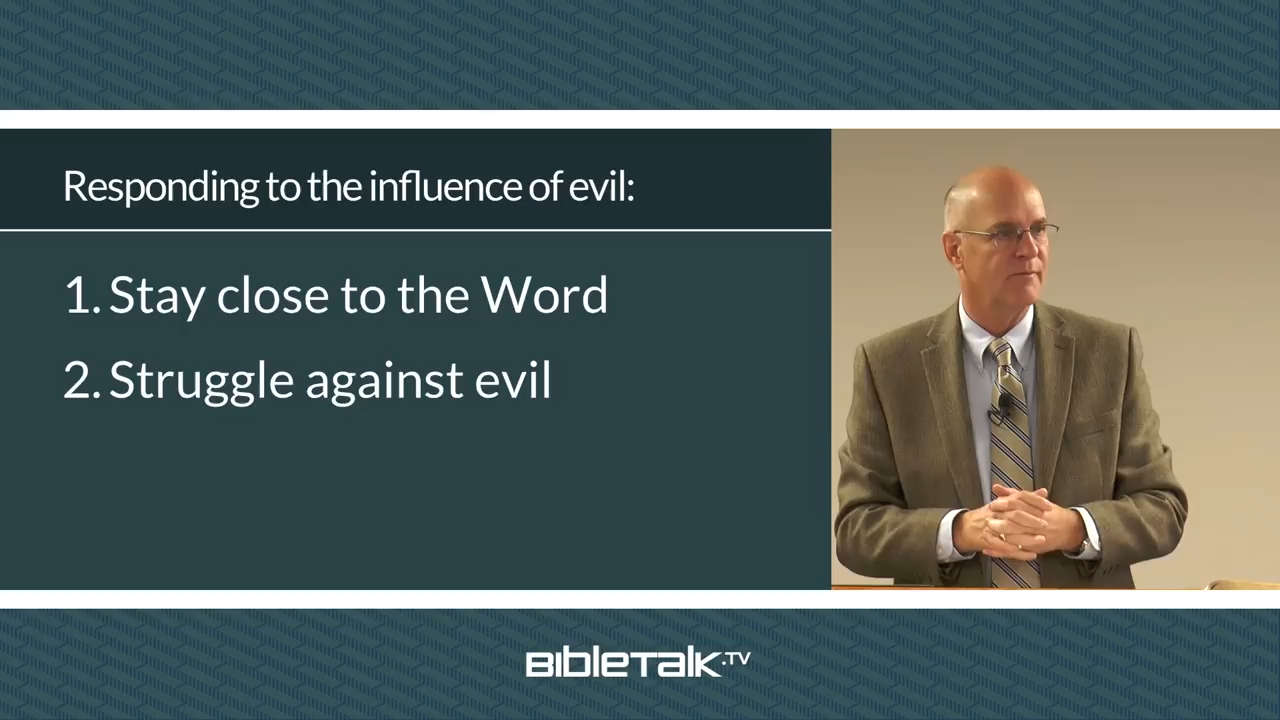 Responding to the influence of evil:
1. Stay close to the Word
2. Struggle against evil
BibleTalk.TV